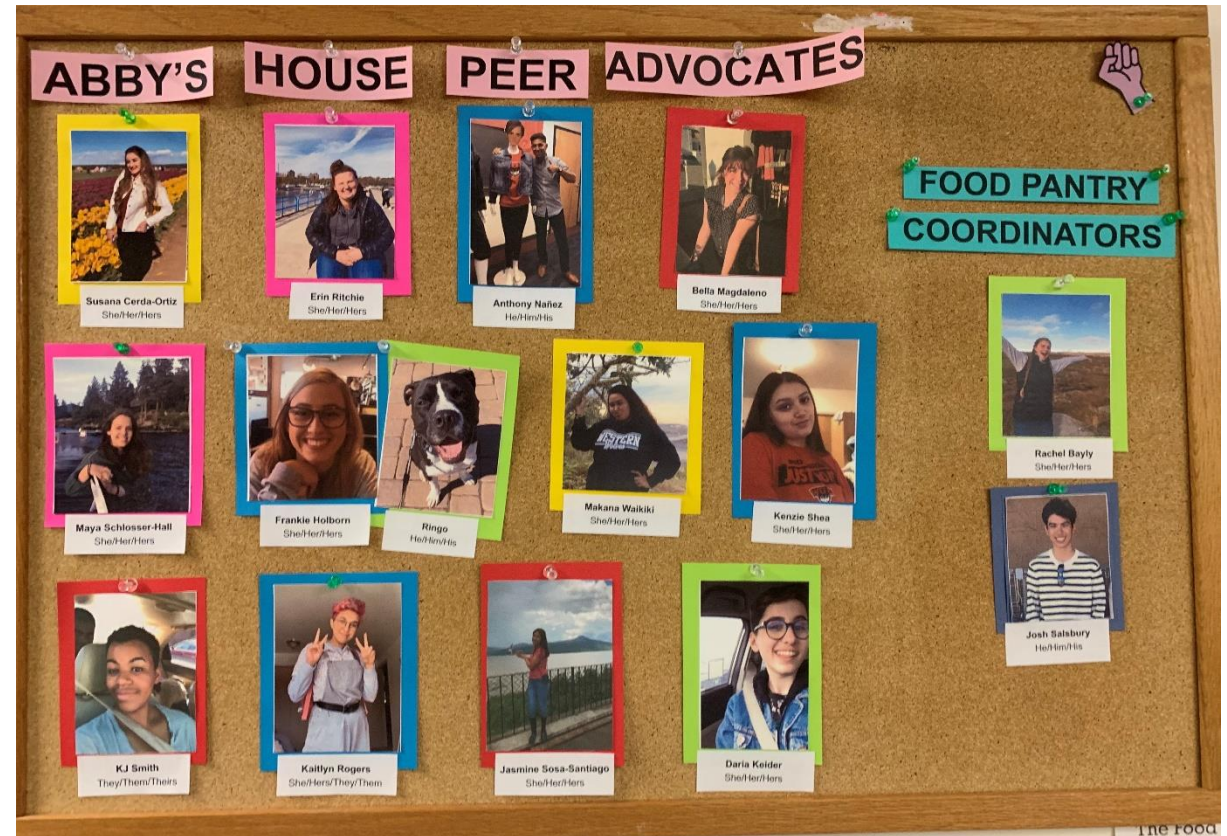 ABBY'S HOUSE PEER ADVOCATES
FOOD PANTRY
COORDINATORS
Susana Cerda-Ortiz
She/Her/Hers
Erin Ritchie
She/Her/Hers
Anthony Nañez
He/Him/His
Bella Magdaleno
She/Her/Hers
Rachel Bayly
She/Her/Hers
Maya Schlosser-Hall
She/Her/Hers
Frankie Holborn
She/Her/Hers
Ringo
He/Him/His
WESTERN
Makana Waikiki
She/Her/Hers
JUST UP
Kenzie Shea
She/Her/Hers
Josh Salsbury
He/Him/His
KJ Smith
They/Them/Theirs
Kaitlyn Rogers
She/Hers/They/Them
Jasmine Sosa-Santiago
She/Her/Hers
Daria Keider
She/Her/Hers
The Food